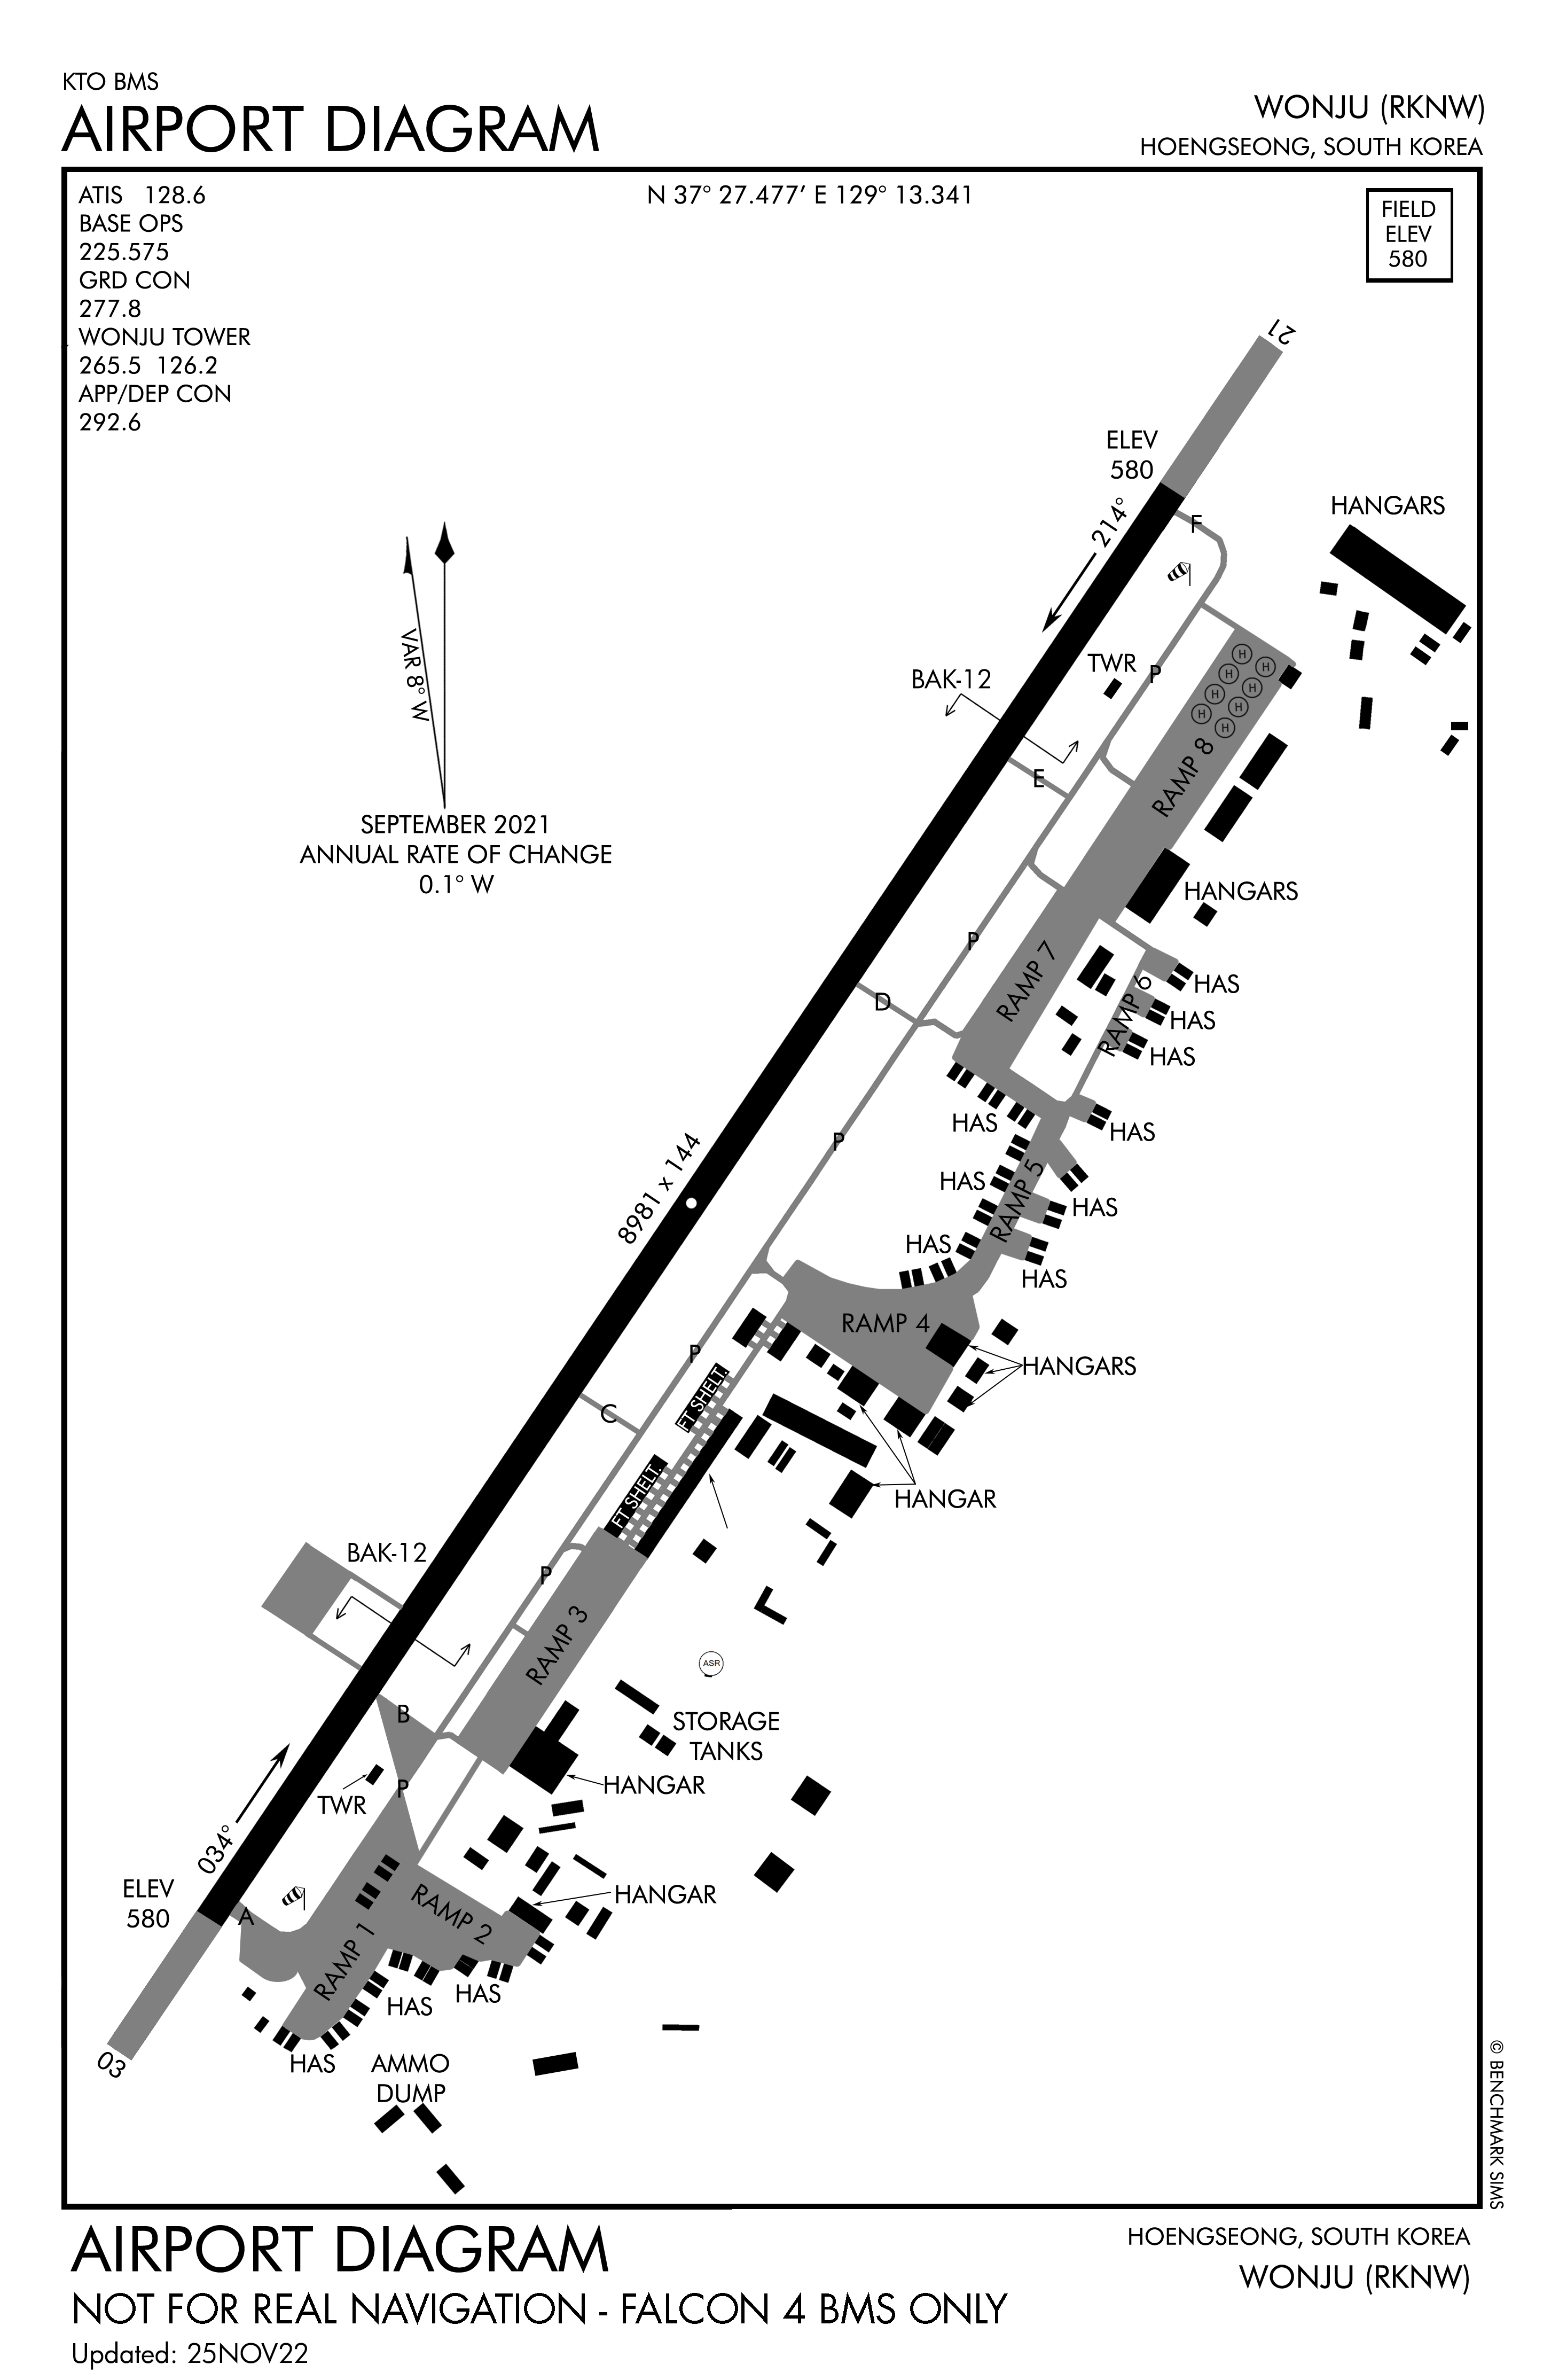 KTO BMS
AIRPORT DIAGRAM
WONJU (RKNW)
HOENGSEONG, SOUTH KOREA
ATIS 128.6
BASE OPS
225.575
GRD CON
277.8
WONJU TOWER
265.5 126.2
APP/DEP CON
292.6
N 37° 27.477’ E 129° 13.341
FIELD
ELEV
580
21
ELEV
580
214°
F
HANGARS
VAR 8° W
SEPTEMBER 2021
ANNUAL RATE OF CHANGE
0.1° W
BAK-12
TWR
P
H
H
H
H
H
H
H
H
H
RAMP 8
E
HANGARS
P
RAMP 7
D
RAMP 6
HAS
HAS
HAS
HAS
HAS
P
8981 x 144
HAS
RAMP 5
HAS
HAS
HAS
RAMP 4
HANGARS
P
FT SHELT.
C
FT SHELT.
HANGAR
BAK-12
P
RAMP 3
ASR
STORAGE
TANKS
B
HANGAR
P
TWR
034°
ELEV
580
A
RAMP 1
RAMP 2
HANGAR
HAS
HAS
HAS
03
AMMO
DUMP
© BENCHMARK SIMS
AIRPORT DIAGRAM
NOT FOR REAL NAVIGATION - FALCON 4 BMS ONLY
Updated: 25NOV22
HOENGSEONG, SOUTH KOREA
WONJU (RKNW)